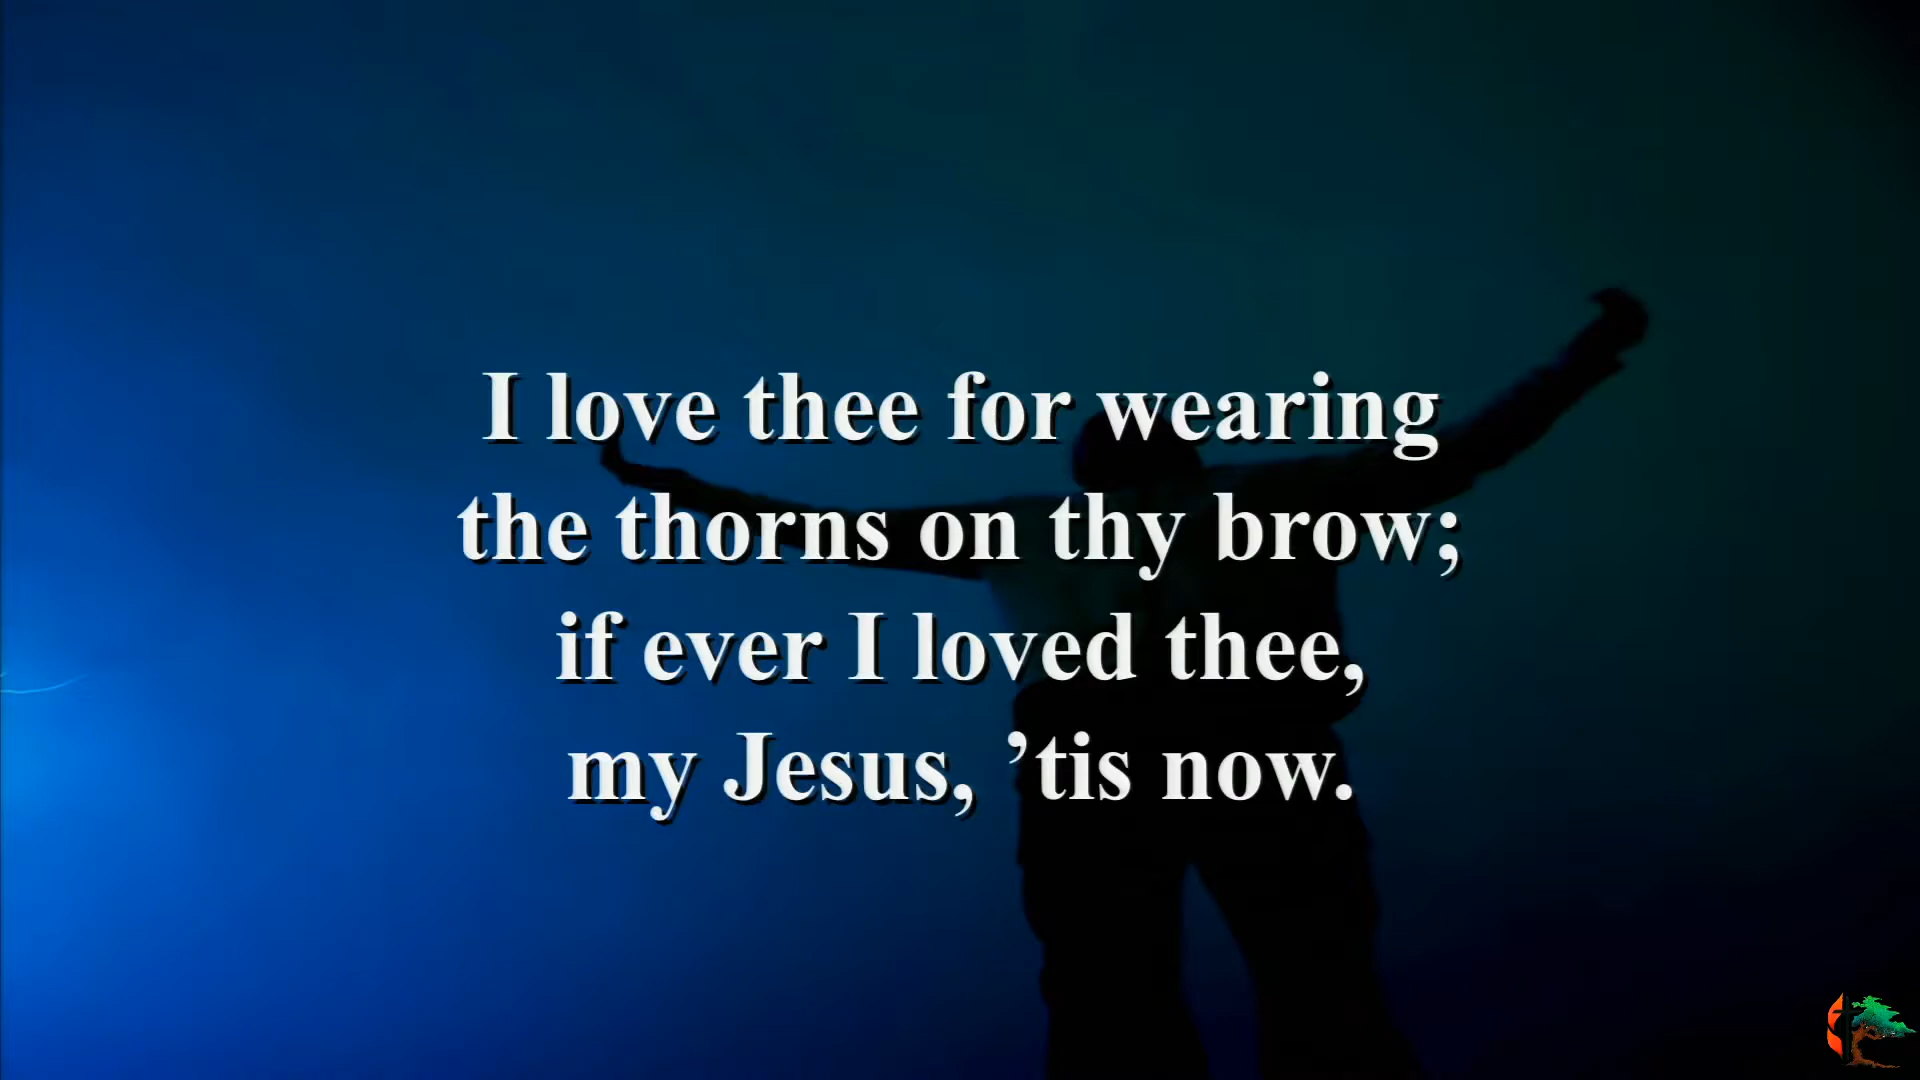 I love thee for wearing
the thorns on thy brow;
if ever I loved thee,
my Jesus, ’tis now.